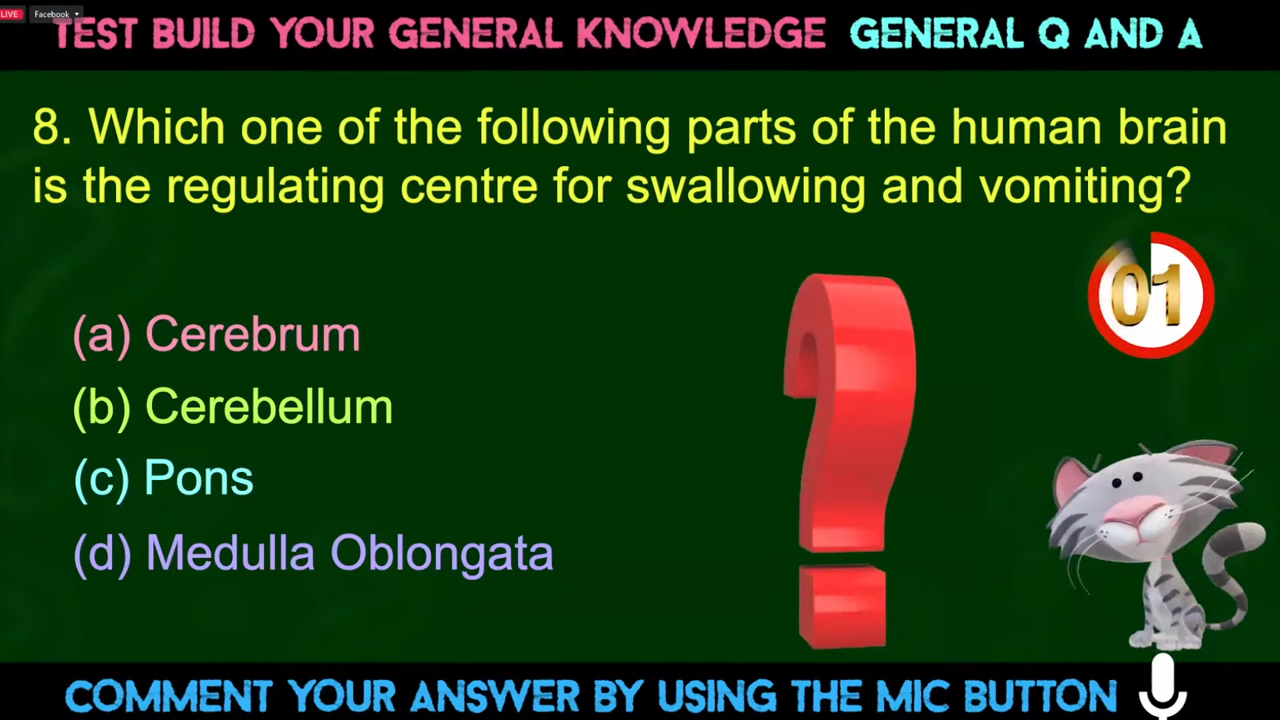 LIVE Facebook
TEST BUILD YOUR GENERAL KNOWLEDGE GENERAL Q AND A
8. Which one of the following parts of the human brain
is the regulating centre for swallowing and vomiting?
01
(a) Cerebrum
(b) Cerebellum
(c) Pons
(d) Medulla Oblongata
COMMENT YOUR ANSWER BY USING THE MIC BUTTON